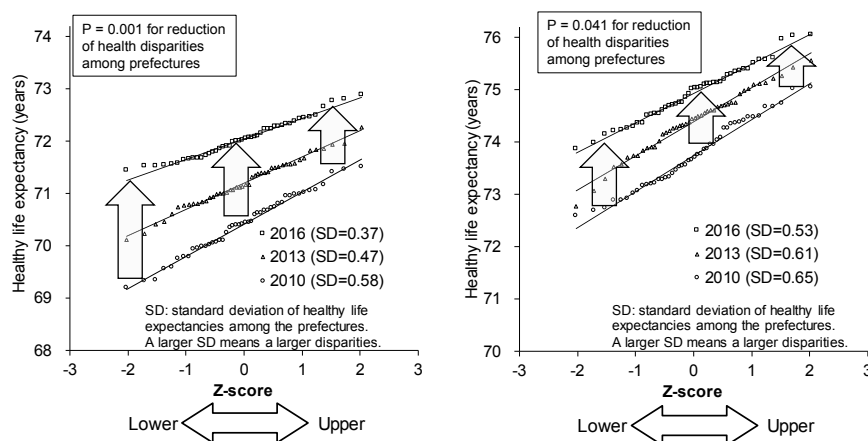 P = 0.001 for reduction
of health disparities
among prefectures
Healthy life expectancy (years)
74
73
72
71
70
69
68
2016 (SD=0.37)
2013 (SD=0.47)
2010 (SD=0.58)
SD: standard deviation of healthy life
expectancies among the prefectures.
A larger SD means a larger disparities.
-3 -2 -1 0 1 2 3
Z-score
Lower Upper
P = 0.041 for reduction
of health disparities
among prefectures
Healthy life expectancy (years)
76
75
74
73
72
71
70
2016 (SD=0.53)
2013 (SD=0.61)
2010 (SD=0.65)
SD: standard deviation of healthy life
expectancies among the prefectures.
A larger SD means a larger disparities.
-3 -2 -1 0 1 2 3
Z-score
Lower Upper